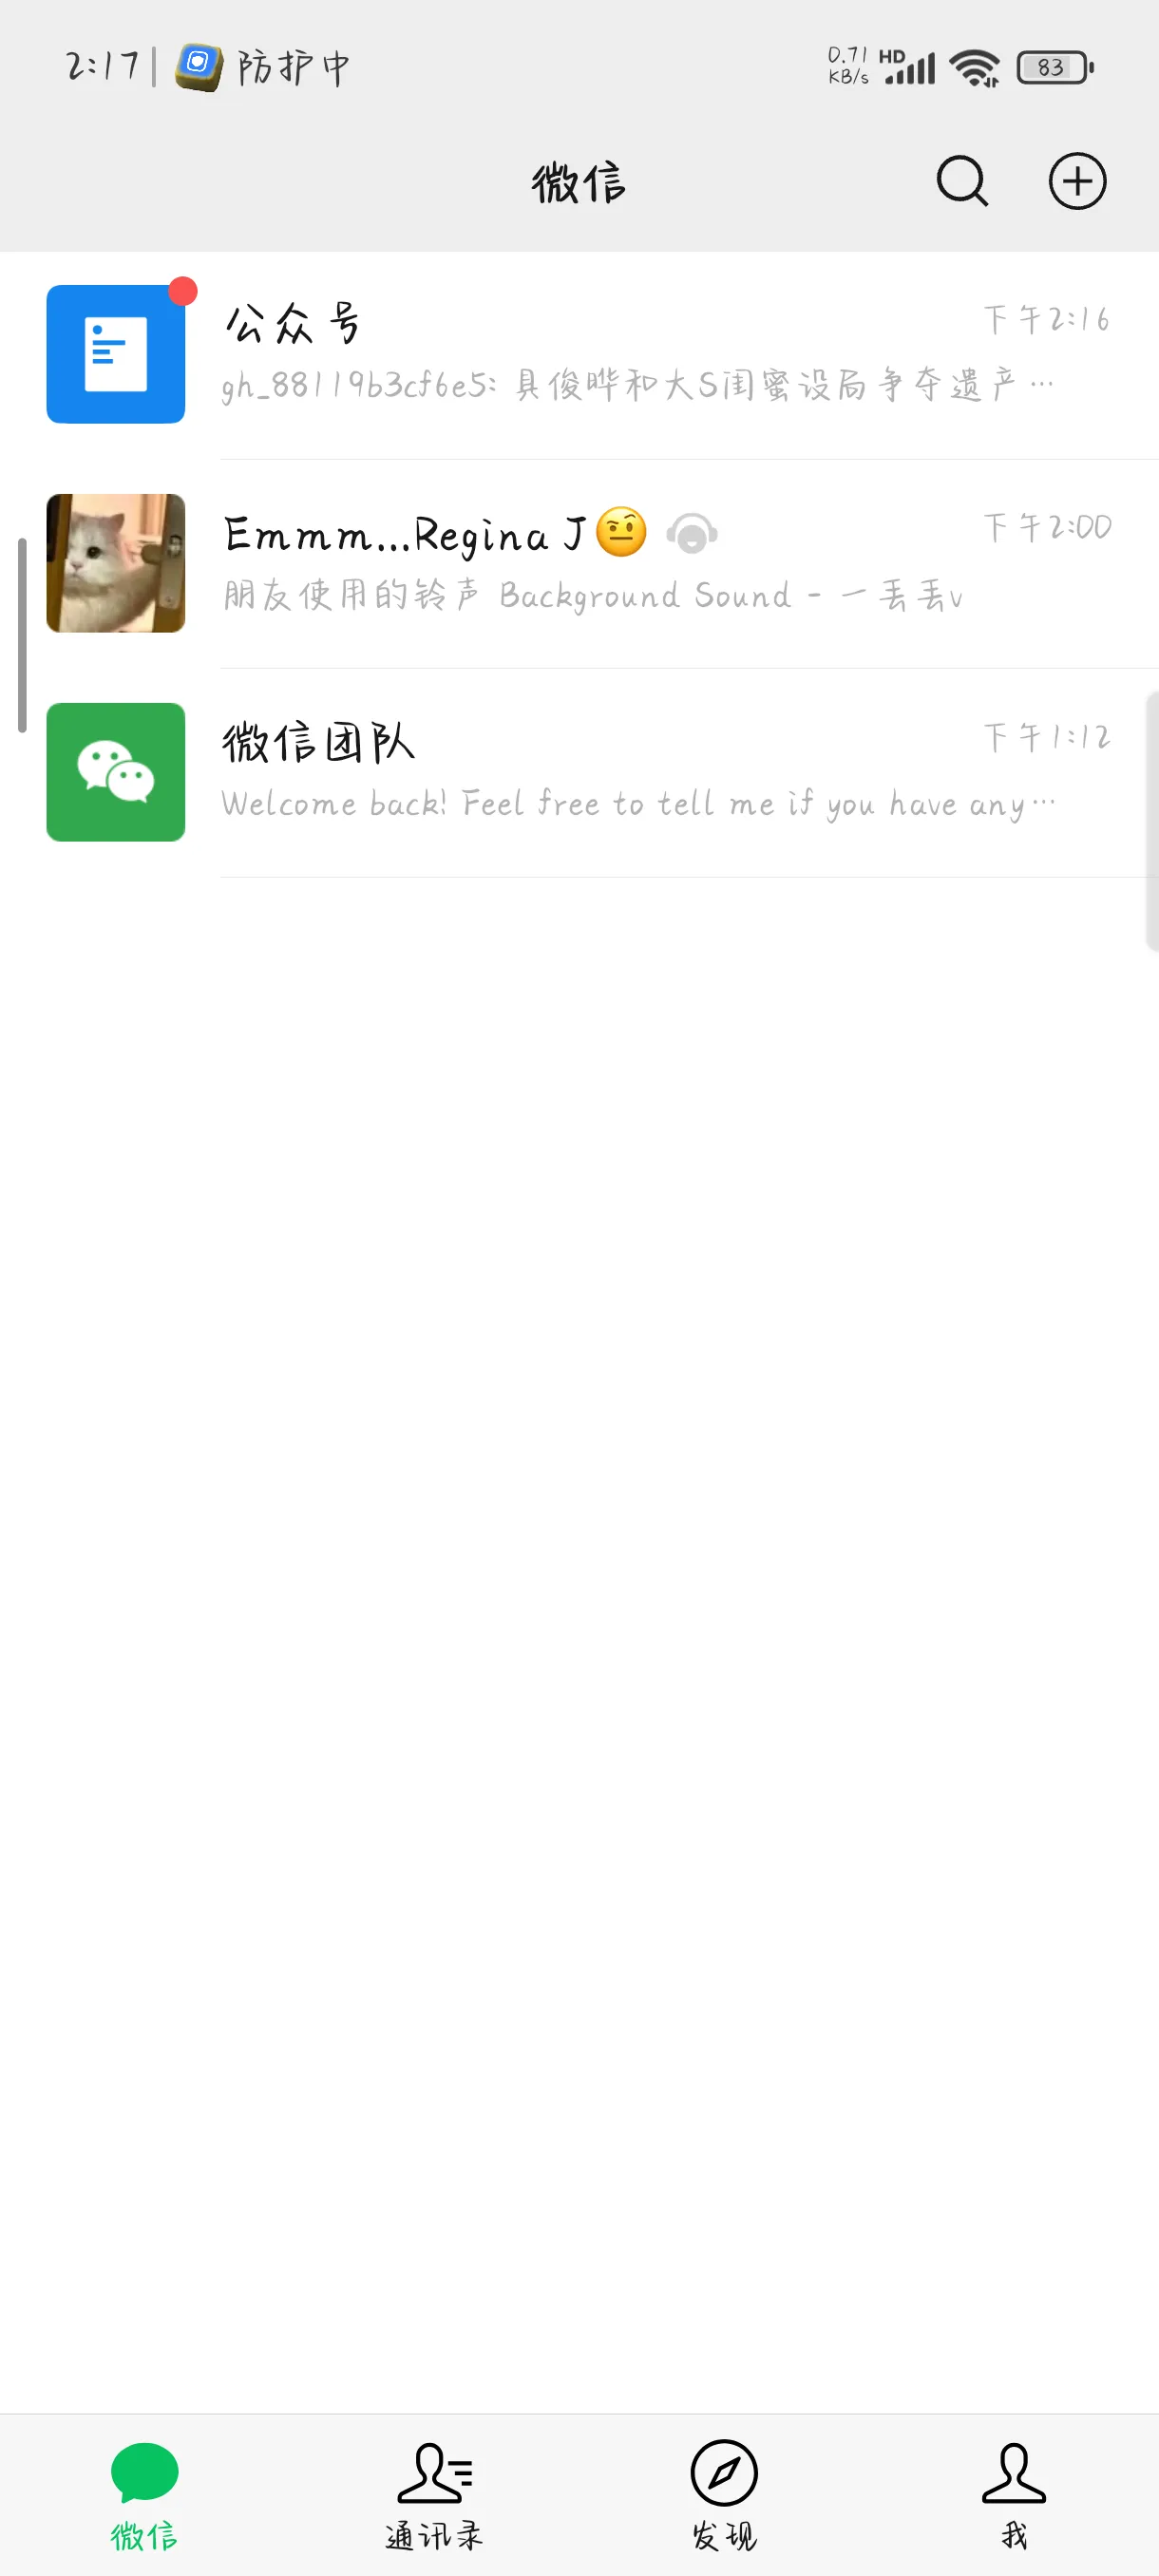 2:17 防护中 0.71 KB/s HD 83
微信
公众号 下午2:16
gh_88119b3cf6e5: 具俊晔和大S闺蜜设局争夺遗产…
Emmm...Regina J🤨 下午2:00
朋友使用的铃声 Background Sound - 一丢丢v
微信团队 下午1:12
Welcome back! Feel free to tell me if you have any…
微信 通讯录 发现 我